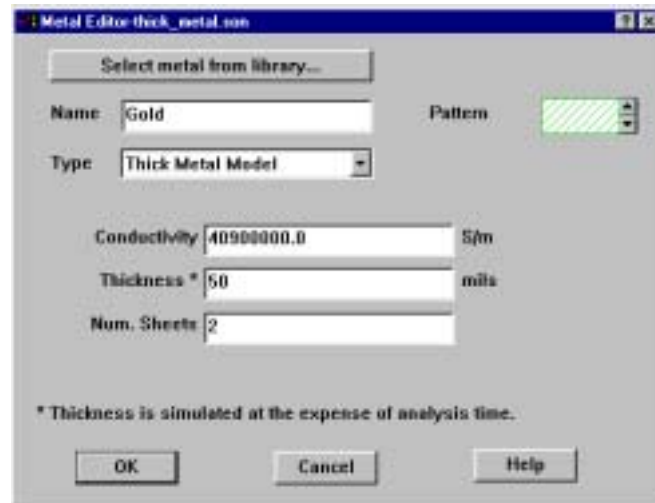 Metal Editor-thick_metal.son
Select metal from library...
Name Gold Pattern
Type Thick Metal Model
Conductivity 40900000.0 S/m
Thickness * 50 mils
Num. Sheets 2
* Thickness is simulated at the expense of analysis time.
OK Cancel Help